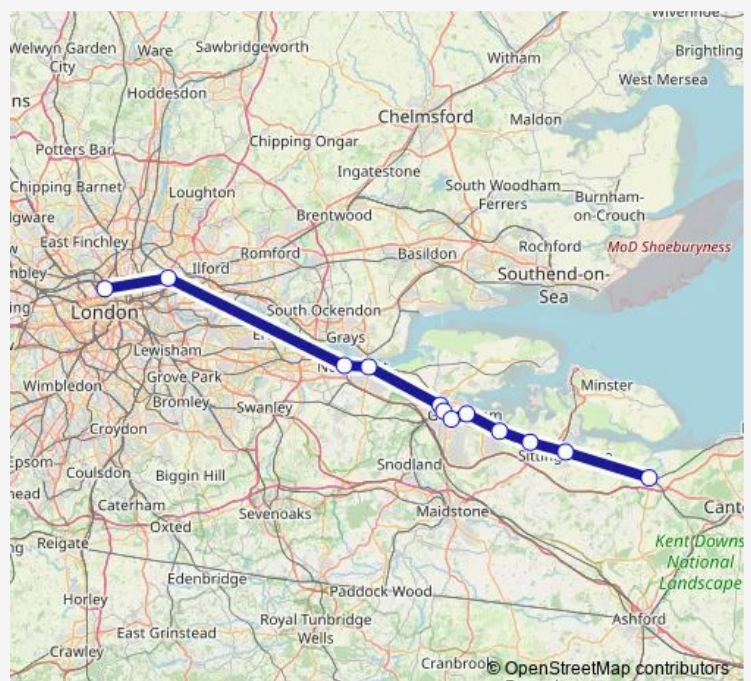 Welwyn Garden
City
Ware
Sawbridgeworth
Witham
Brightling
West Mersea
Hoddesdon
ns
Chelmsford
Maldon
Potters Bar
Chipping Ongar
Ingatestone
Chipping Barnet
Loughton
South Woodham
Ferrers
Burnham-
on-Crouch
Brentwood
East Finchley
Romford
Rochford
MoD Shoeburyness
Ilford
Basildon
Southend-on-
Sea
London
South Ockendon
Grays
Lewisham
Grove Park
Wimbledon
Bromley
Swanley
Minster
Croydon
Snodland
Coulsdon
Biggin Hill
Caterham
Sevenoaks
Maidstone
Oxted
Reigate
Kent Downs
National
Landscape
Edenbridge
Paddock Wood
Horley
Royal Tunbridge
Wells
Ashford
East Grinstead
Crawley
Cranbrook
© OpenStreetMap contributors